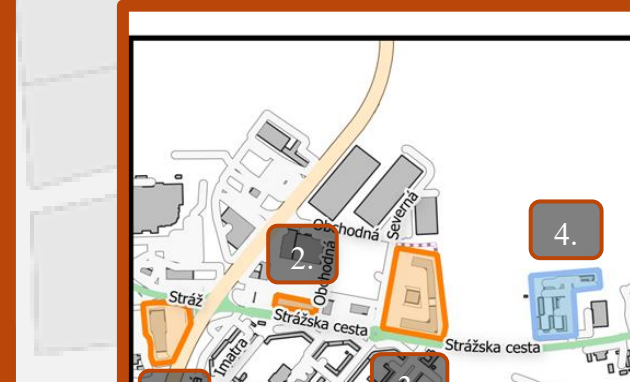 Obchodná
Severná
4.
2.
Obchodná
Stráž
Strážska cesta
Strážska cesta
Imatra